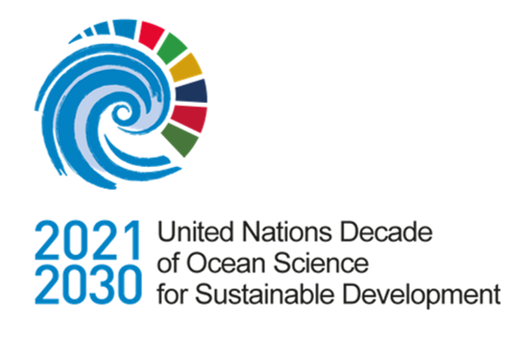 2021
2030
United Nations Decade
of Ocean Science
for Sustainable Development